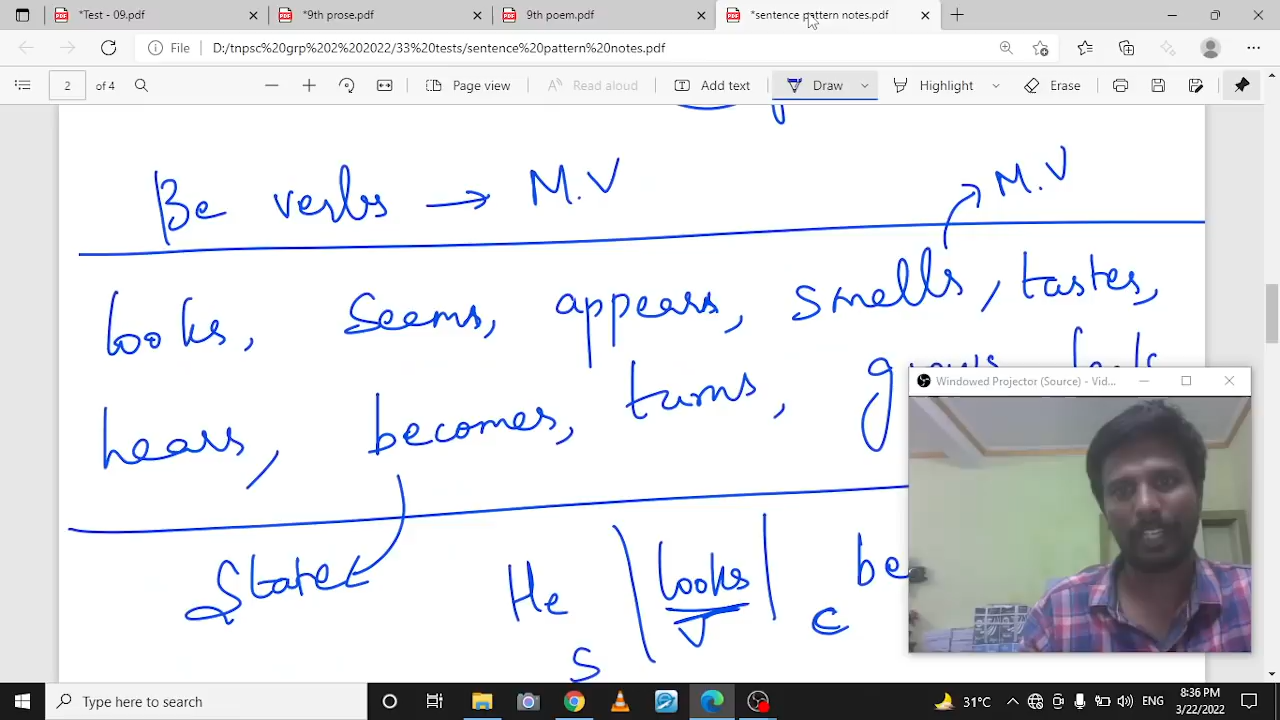 *Test - 09.pdf
*9th prose.pdf
9th poem.pdf
*sentence pattern notes.pdf
File
D:/tnpsc%20grp%202%202022/33%20tests/sentence%20pattern%20notes.pdf
2 of 4
Page view
Read aloud
Add text
Draw
Highlight
Erase
Be verbs → M.V
M.V
looks, seems, appears, smells, tastes,
hears, becomes, turns,
Windowed Projector (Source) - Vid...
State
He looks be
S V C
Type here to search
31°C
ENG
8:36 PM
3/22/2022